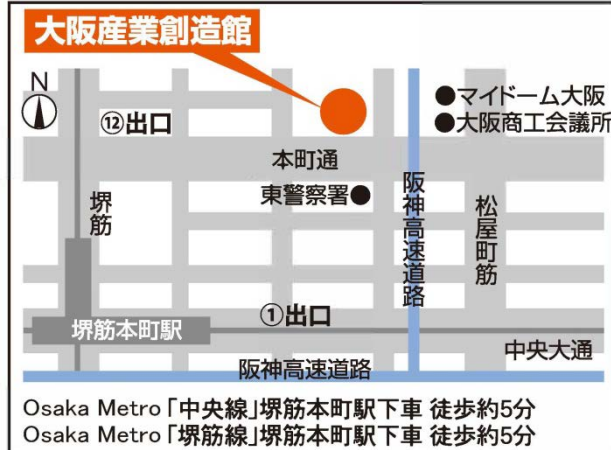 大阪産業創造館
N
⑫出口
●マイドーム大阪
●大阪商工会議所
本町通
東警察署●
堺筋
阪神高速道路
松屋町筋
①出口
堺筋本町駅
中央大通
阪神高速道路
Osaka Metro「中央線」堺筋本町駅下車 徒歩約5分
Osaka Metro「堺筋線」堺筋本町駅下車 徒歩約5分